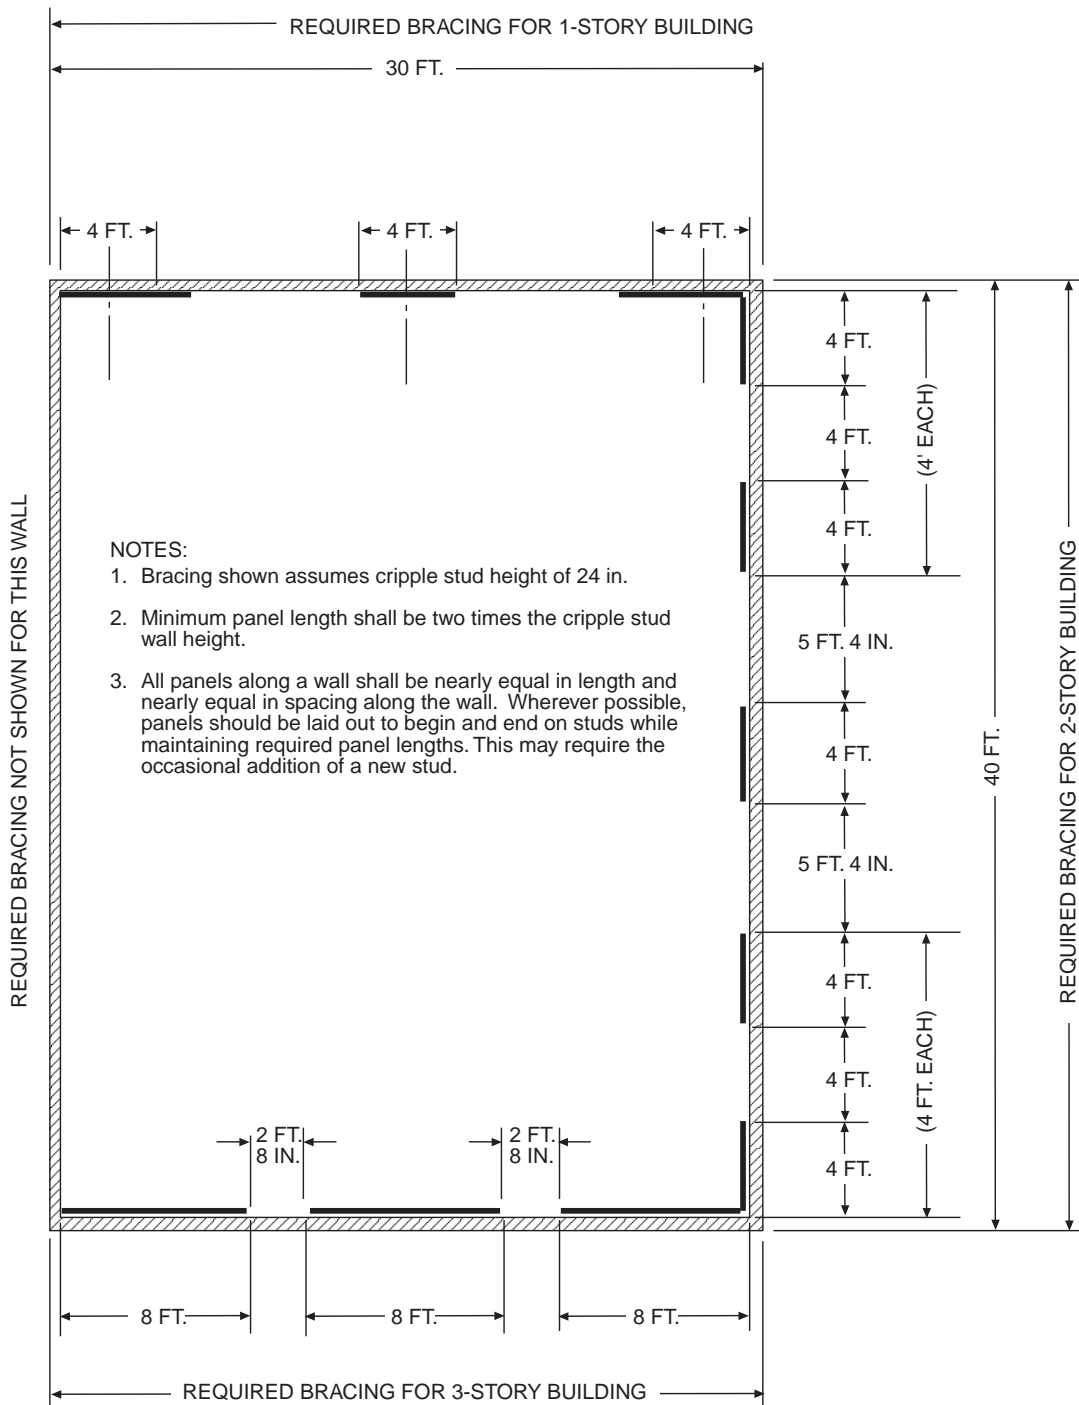 REQUIRED BRACING FOR 1-STORY BUILDING
30 FT.
4 FT.
4 FT.
4 FT.
4 FT.
(4' EACH)
4 FT.
4 FT.
REQUIRED BRACING NOT SHOWN FOR THIS WALL
NOTES:
1. Bracing shown assumes cripple stud height of 24 in.
2. Minimum panel length shall be two times the cripple stud
wall height.
3. All panels along a wall shall be nearly equal in length and
nearly equal in spacing along the wall. Wherever possible,
panels should be laid out to begin and end on studs while
maintaining required panel lengths. This may require the
occasional addition of a new stud.
5 FT. 4 IN.
4 FT.
40 FT.
REQUIRED BRACING FOR 2-STORY BUILDING
5 FT. 4 IN.
4 FT.
(4 FT. EACH)
4 FT.
4 FT.
2 FT.
8 IN.
2 FT.
8 IN.
8 FT.
8 FT.
8 FT.
REQUIRED BRACING FOR 3-STORY BUILDING